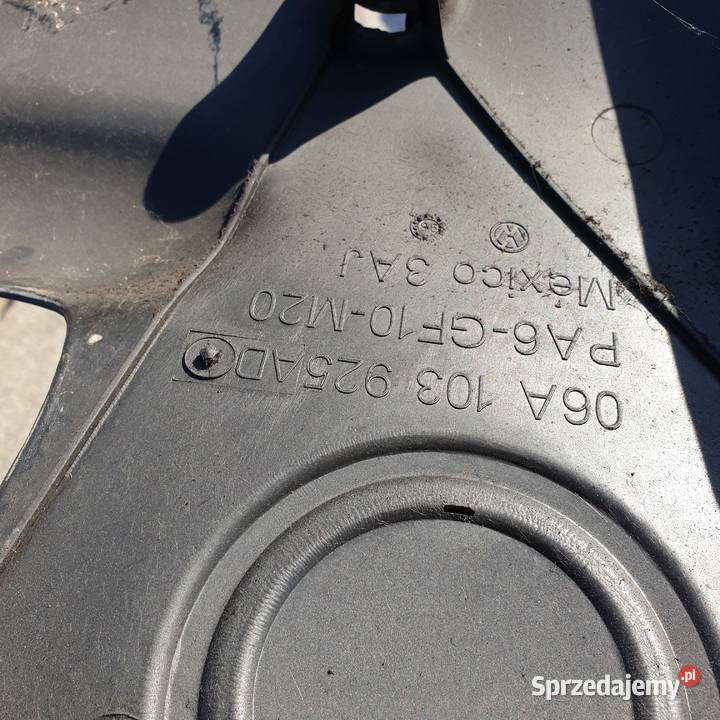 06A 103 925AD
PA6-GF10-M20
México 3AJ
Sprzedajemy.pl